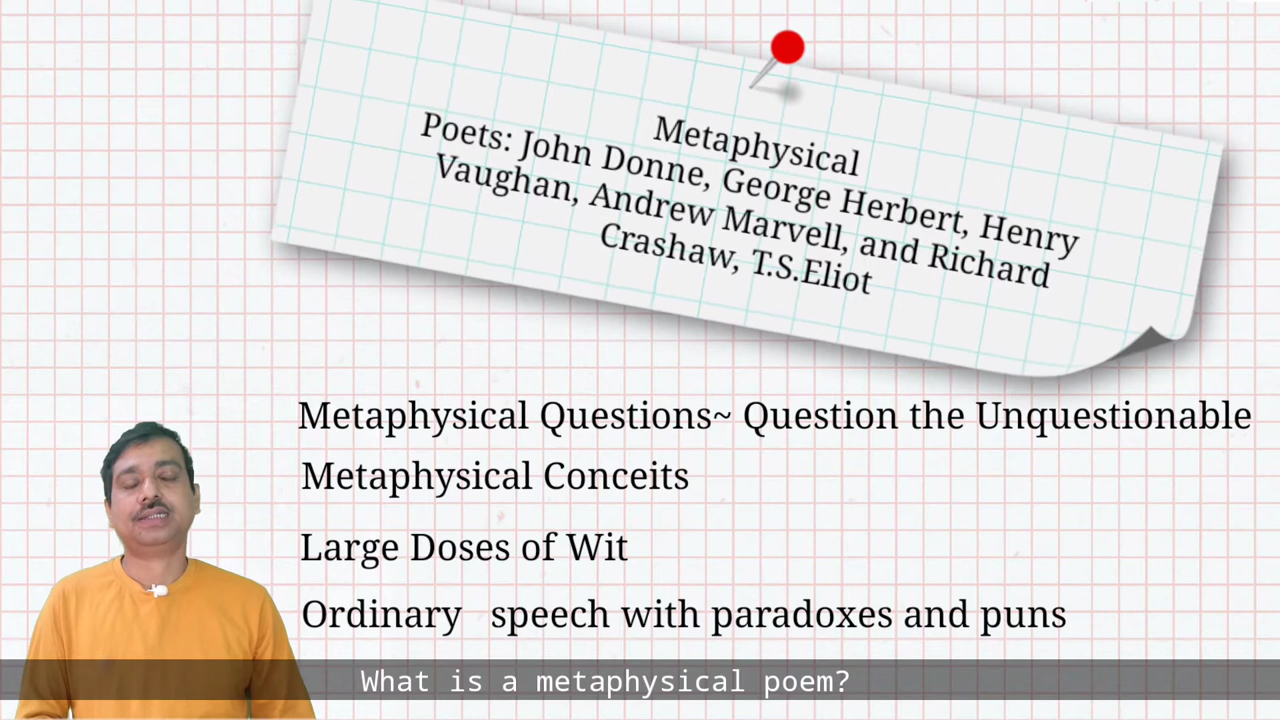 Metaphysical
Poets: John Donne, George Herbert, Henry
Vaughan, Andrew Marvell, and Richard
Crashaw, T.S.Eliot
Metaphysical Questions~ Question the Unquestionable
Metaphysical Conceits
Large Doses of Wit
Ordinary speech with paradoxes and puns
What is a metaphysical poem?